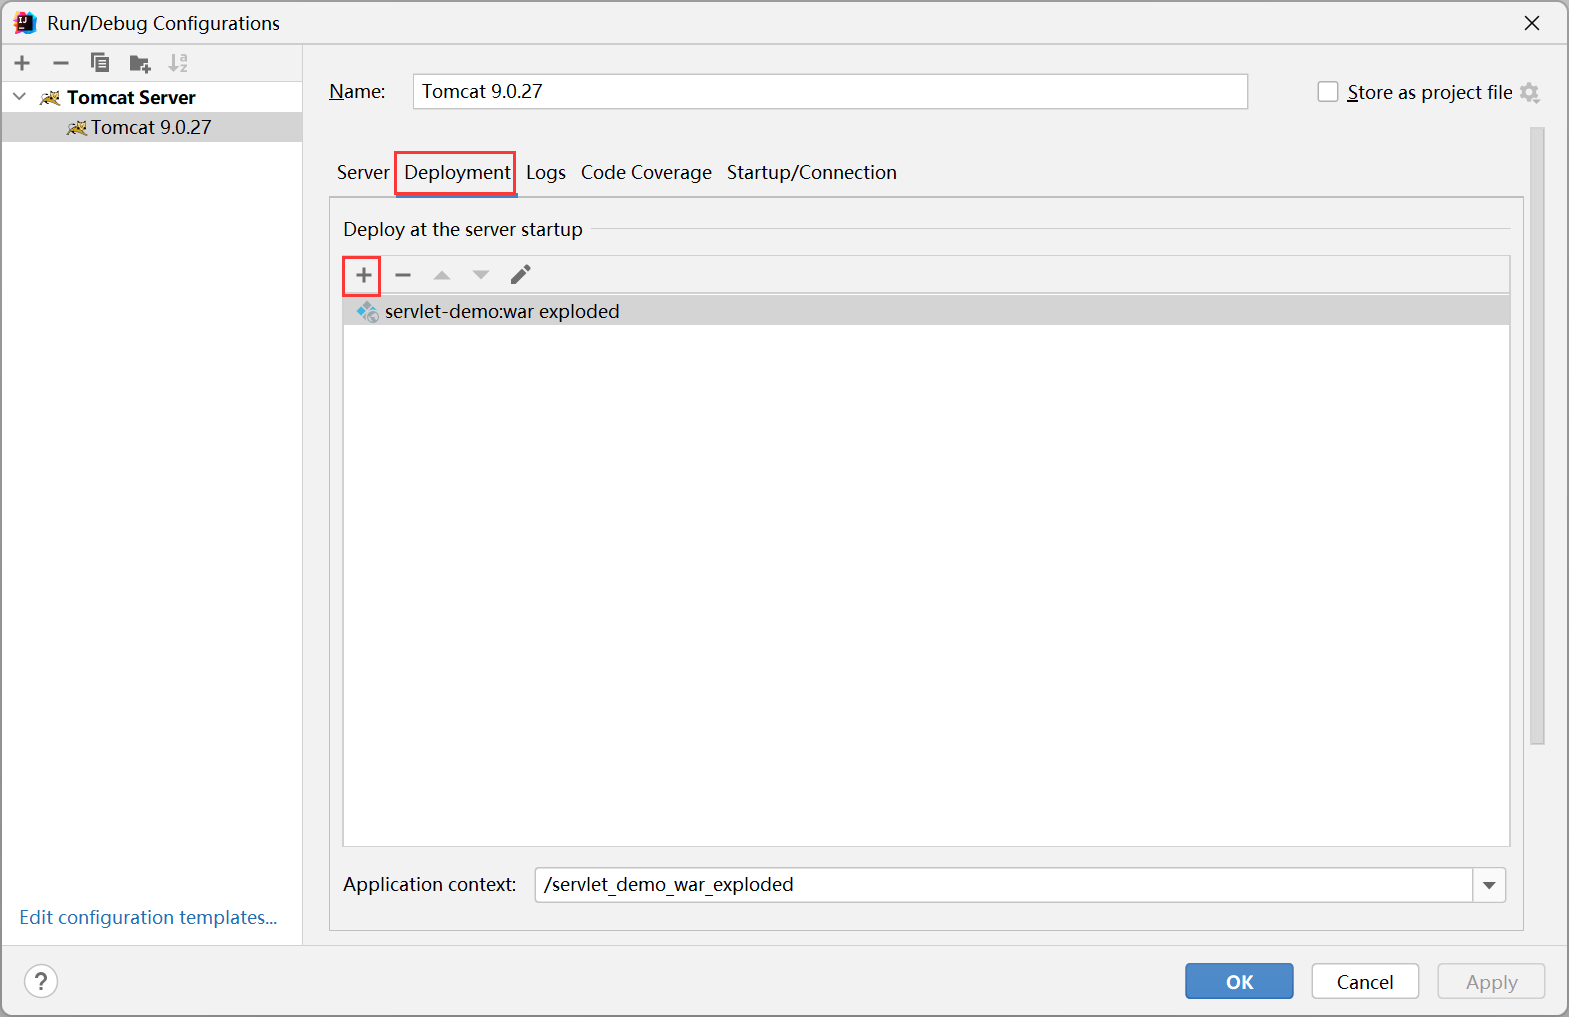 Run/Debug Configurations
Tomcat Server
Tomcat 9.0.27
Name: Tomcat 9.0.27
Store as project file
Server Deployment Logs Code Coverage Startup/Connection
Deploy at the server startup
servlet-demo:war exploded
Application context: /servlet_demo_war_exploded
Edit configuration templates...
? OK Cancel Apply